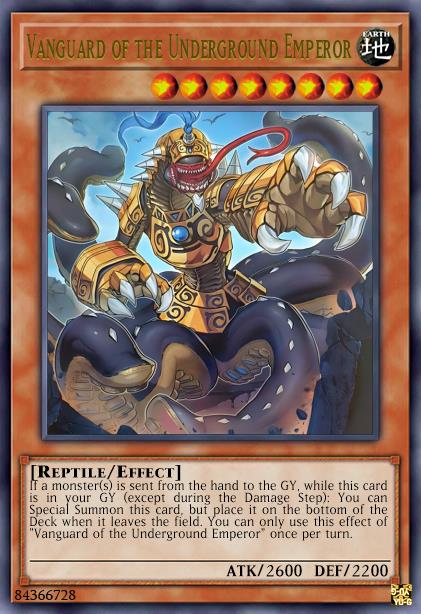 Vanguard of the Underground Emperor
EARTH
地
[Reptile/Effect]
If a monster(s) is sent from the hand to the GY, while this card
is in your GY (except during the Damage Step): You can
Special Summon this card, but place it on the bottom of the
Deck when it leaves the field. You can only use this effect of
"Vanguard of the Underground Emperor" once per turn.
ATK/2600 DEF/2200
84366728